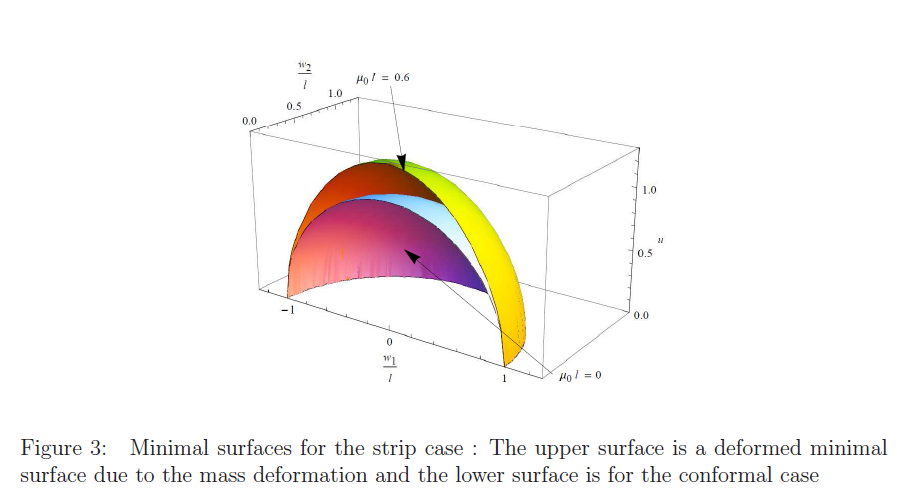 w2
l
μ0 l = 0.6
1.0
0.5
0.0
1.0
u
0.5
0.0
−1
0
w1
l
1
μ0 l = 0
Figure 3: Minimal surfaces for the strip case : The upper surface is a deformed minimal
surface due to the mass deformation and the lower surface is for the conformal case